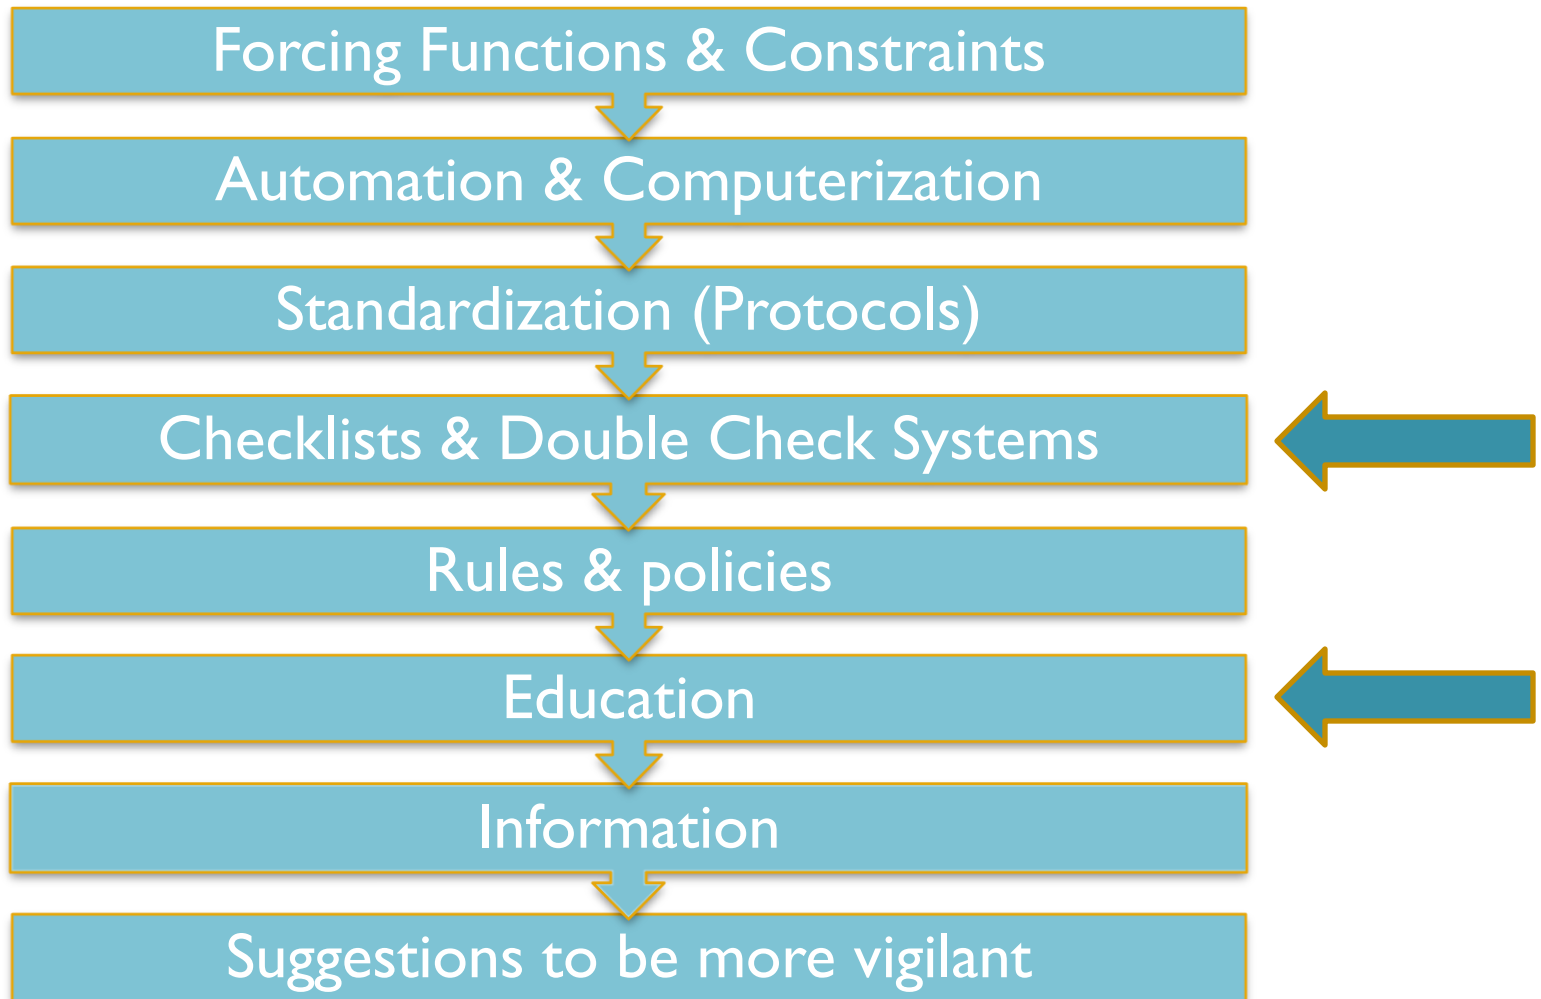 Forcing Functions & Constraints
Automation & Computerization
Standardization (Protocols)
Checklists & Double Check Systems
Rules & policies
Education
Information
Suggestions to be more vigilant